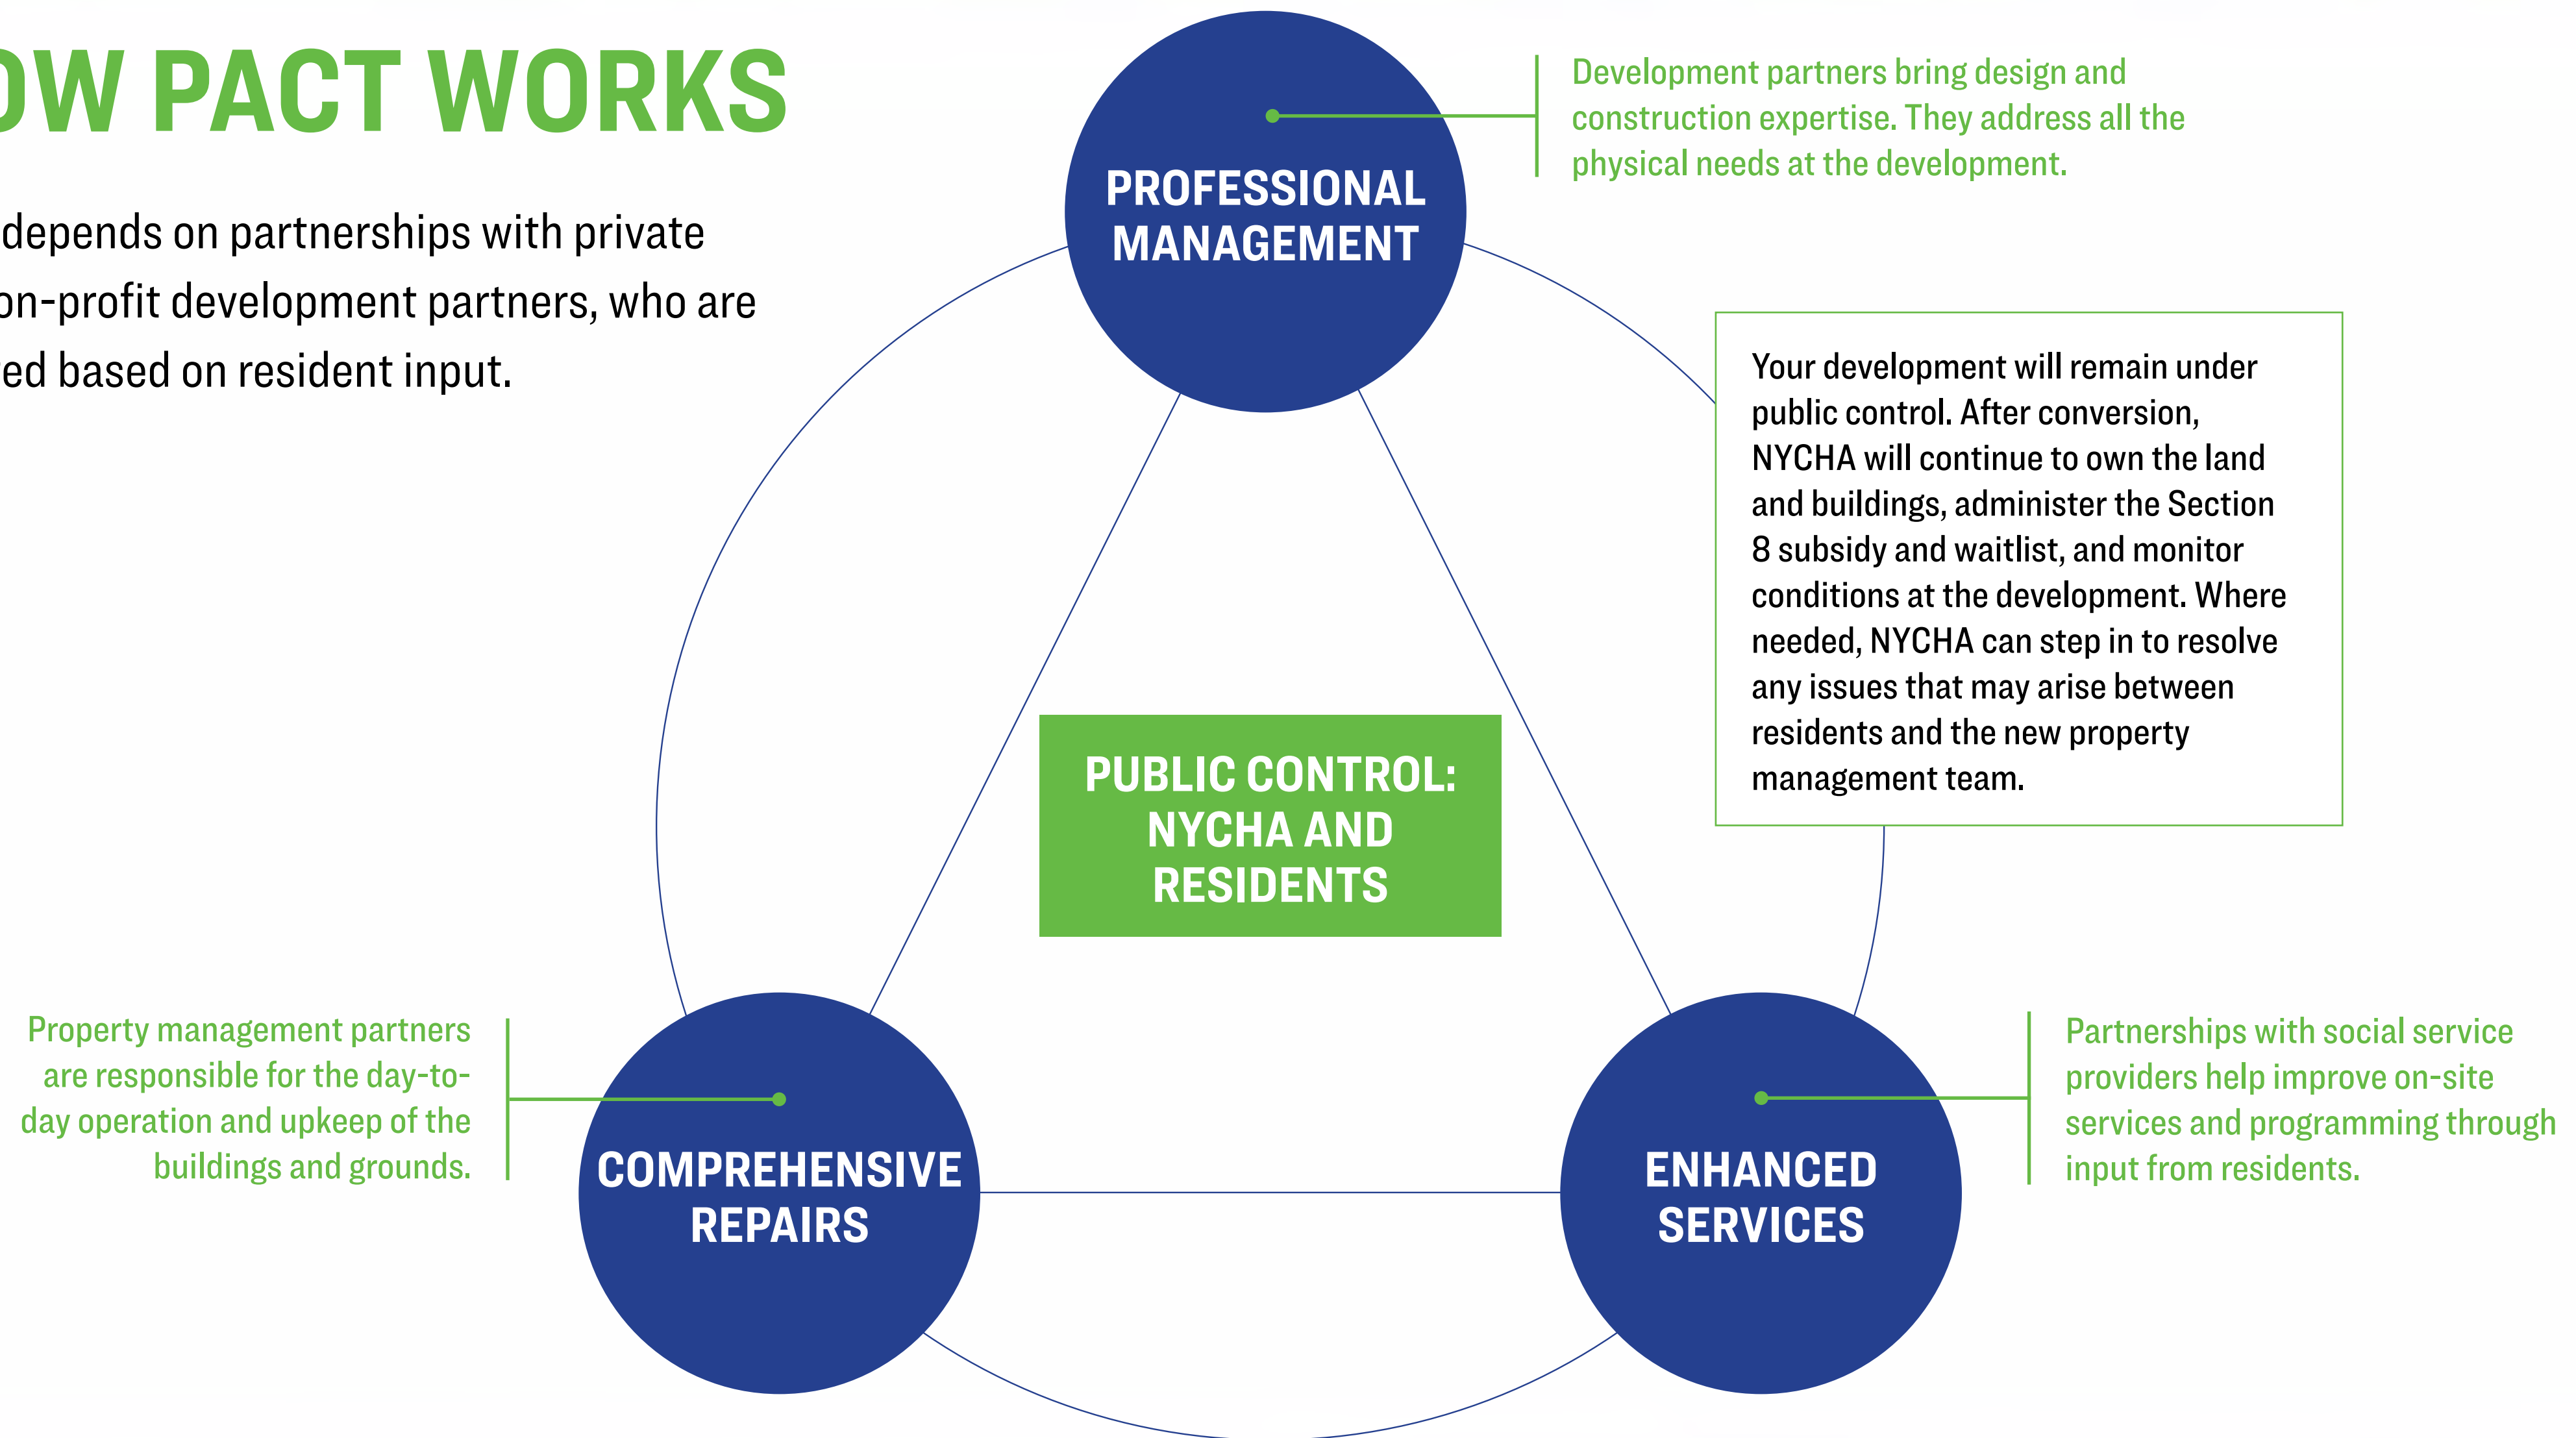 OW PACT WORKS
depends on partnerships with private
on-profit development partners, who are
ed based on resident input.
PROFESSIONAL
MANAGEMENT
Development partners bring design and
construction expertise. They address all the
physical needs at the development.
Your development will remain under
public control. After conversion,
NYCHA will continue to own the land
and buildings, administer the Section
8 subsidy and waitlist, and monitor
conditions at the development. Where
needed, NYCHA can step in to resolve
any issues that may arise between
residents and the new property
management team.
PUBLIC CONTROL:
NYCHA AND
RESIDENTS
Property management partners
are responsible for the day-to-
day operation and upkeep of the
buildings and grounds.
COMPREHENSIVE
REPAIRS
ENHANCED
SERVICES
Partnerships with social service
providers help improve on-site
services and programming through
input from residents.